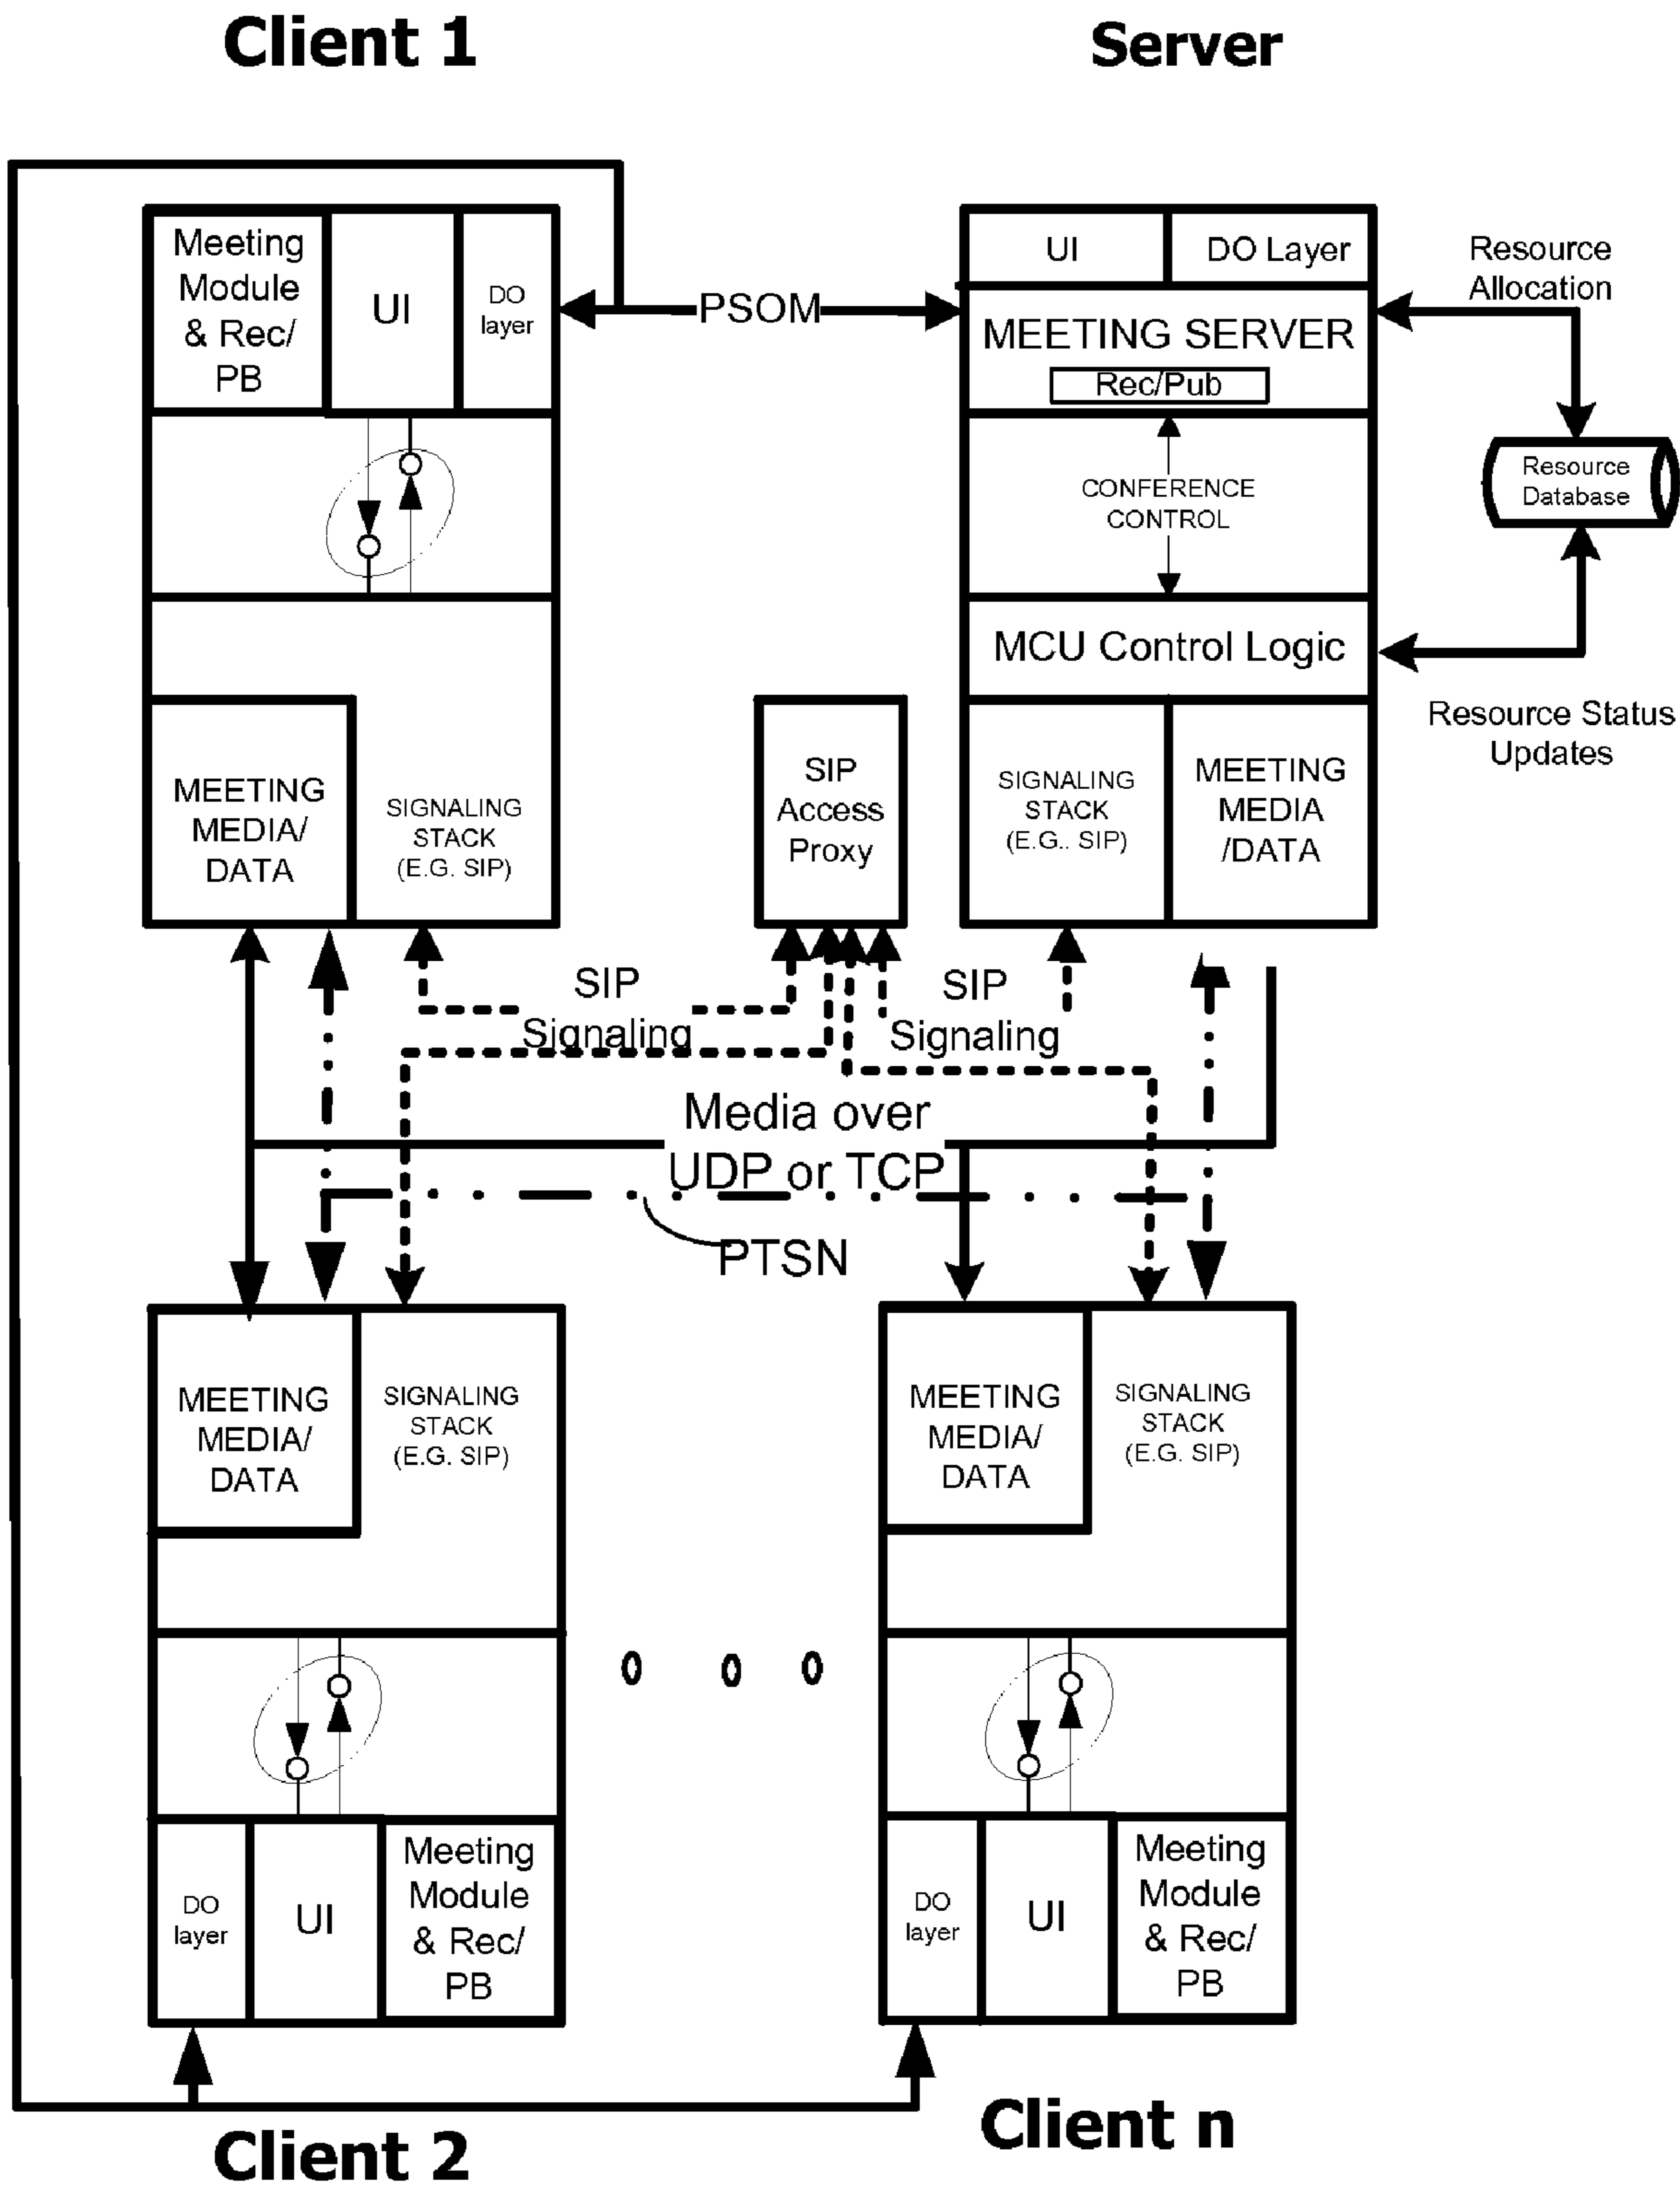 Client 1
Server
Meeting
Module
& Rec/
PB
UI
DO
layer
PSOM
UI
DO Layer
MEETING SERVER
Rec/Pub
Resource
Allocation
CONFERENCE
CONTROL
Resource
Database
MCU Control Logic
Resource Status
Updates
MEETING
MEDIA/
DATA
SIGNALING
STACK
(E.G. SIP)
SIP
Access
Proxy
SIGNALING
STACK
(E.G.. SIP)
MEETING
MEDIA
/DATA
SIP
Signaling
SIP
Signaling
Media over
UDP or TCP
PTSN
MEETING
MEDIA/
DATA
SIGNALING
STACK
(E.G. SIP)
MEETING
MEDIA/
DATA
SIGNALING
STACK
(E.G. SIP)
DO
layer
UI
Meeting
Module
& Rec/
PB
DO
layer
UI
Meeting
Module
& Rec/
PB
Client 2
Client n